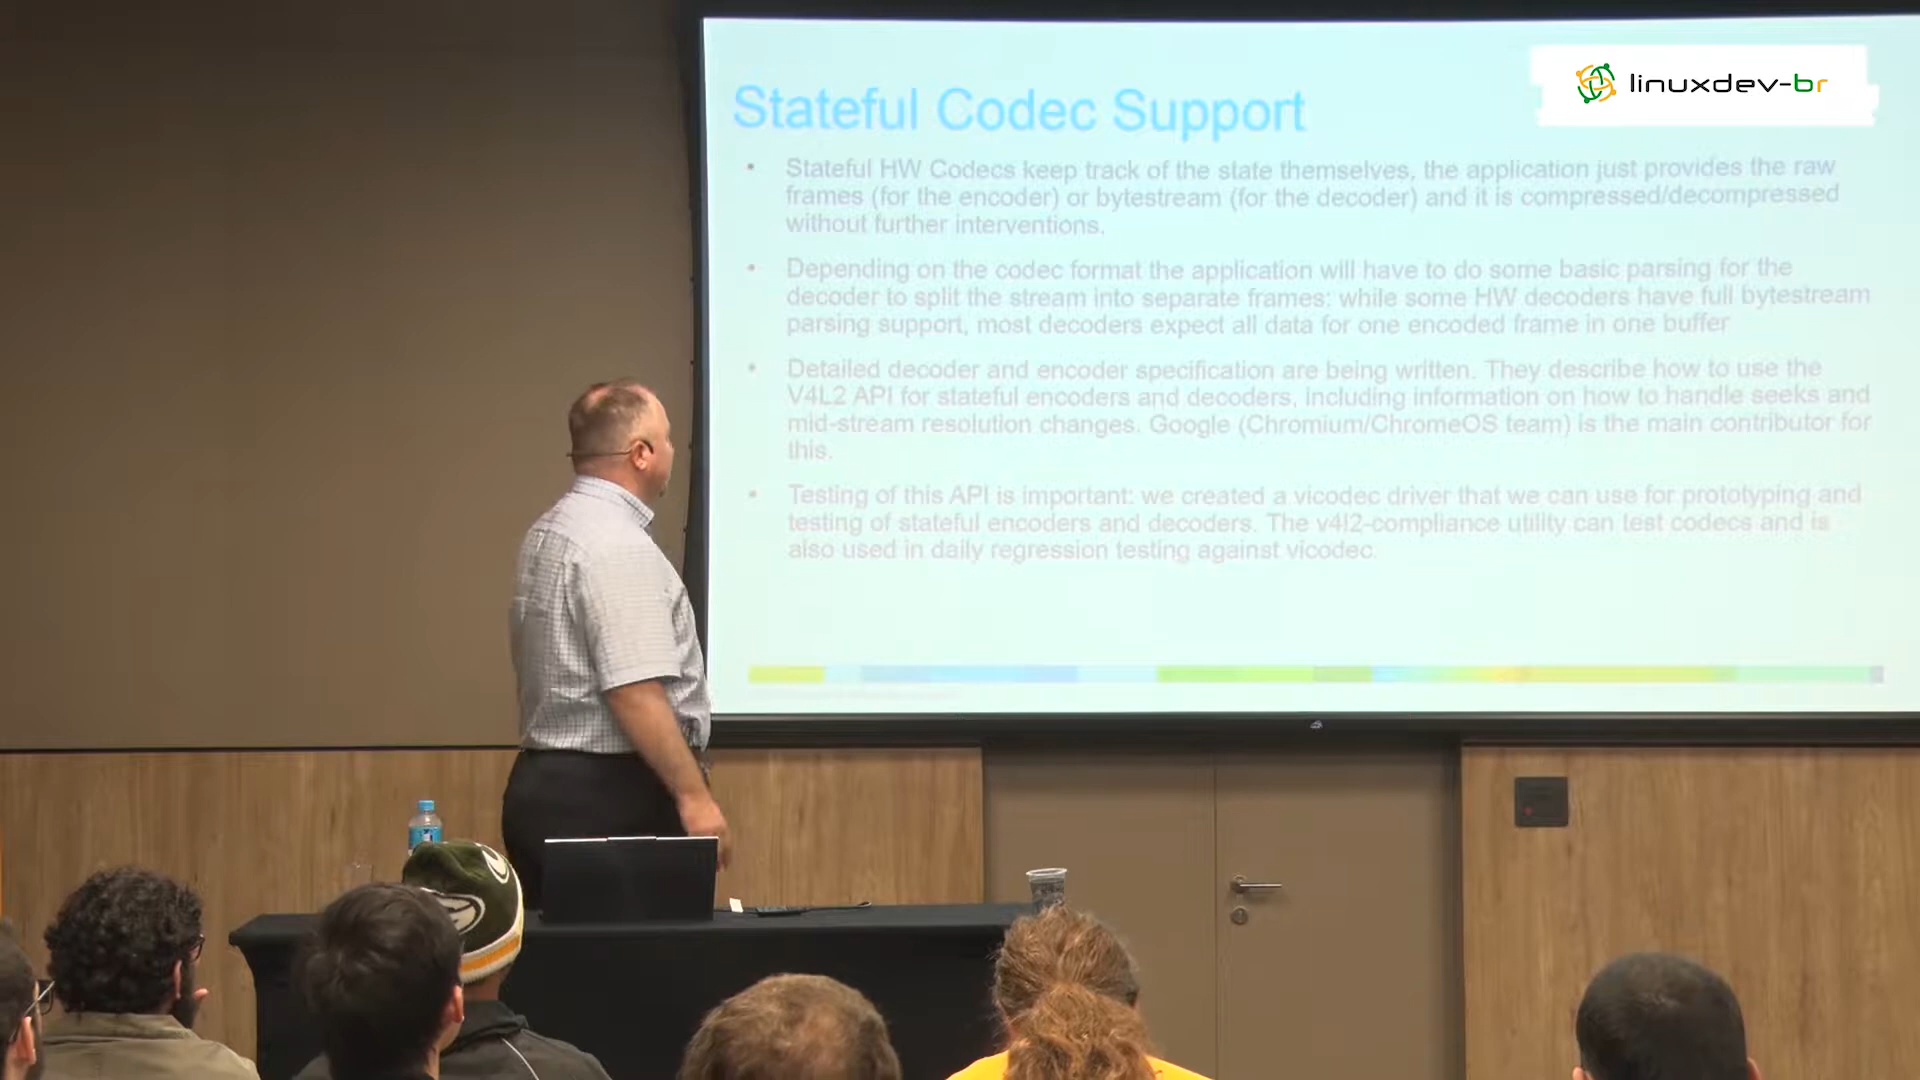 Stateful Codec Support
linuxdev-br
• Stateful HW Codecs keep track of the state themselves, the application just provides the raw
frames (for the encoder) or bytestream (for the decoder) and it is compressed/decompressed
without further interventions.
• Depending on the codec format the application will have to do some basic parsing for the
decoder to split the stream into separate frames: while some HW decoders have full bytestream
parsing support, most decoders expect all data for one encoded frame in one buffer
• Detailed decoder and encoder specification are being written. They describe how to use the
V4L2 API for stateful encoders and decoders, including information on how to handle seeks and
mid-stream resolution changes. Google (Chromium/ChromeOS team) is the main contributor for
this.
• Testing of this API is important: we created a vicodec driver that we can use for prototyping and
testing of stateful encoders and decoders. The v4l2-compliance utility can test codecs and is
also used in daily regression testing against vicodec.